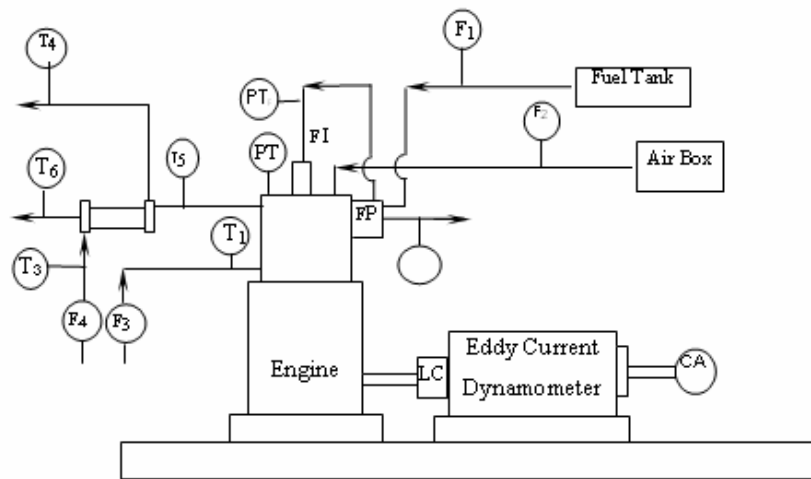 T4
F1
Fuel Tank
PT
FI
F2
PT
T5
Air Box
T6
FP
T1
T3
F4
F3
Eddy Current
Engine
LC
CA
Dynamometer